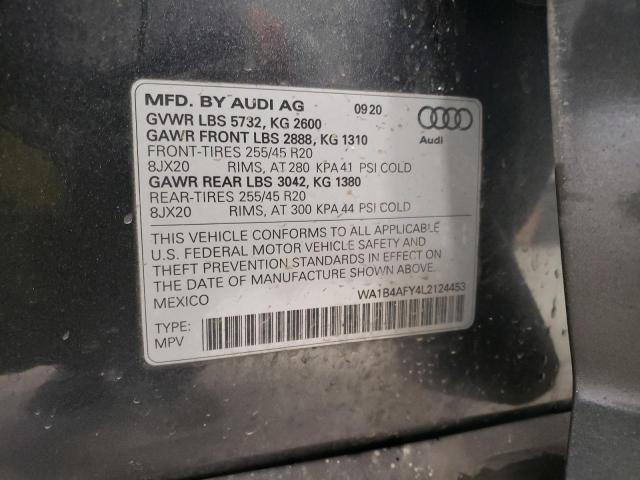 MFD. BY AUDI AG 09 20
GVWR LBS 5732, KG 2600
GAWR FRONT LBS 2888, KG 1310
FRONT-TIRES 255/45 R20
8JX20 RIMS, AT 280 KPA 41 PSI COLD
GAWR REAR LBS 3042, KG 1380
REAR-TIRES 255/45 R20
8JX20 RIMS, AT 300 KPA 44 PSI COLD
Audi
THIS VEHICLE CONFORMS TO ALL APPLICABLE
U.S. FEDERAL MOTOR VEHICLE SAFETY AND
THEFT PREVENTION STANDARDS IN EFFECT ON
THE DATE OF MANUFACTURE SHOWN ABOVE.
MEXICO WA1B4AFY4L2124453
TYPE:
MPV